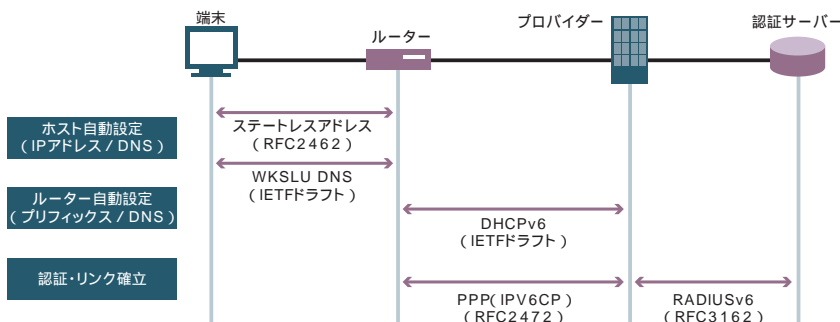 端末
ルーター
プロバイダー
認証サーバー
ホスト自動設定
(IPアドレス/DNS)
ステートレスアドレス
(RFC2462)
WKSLU DNS
(IETFドラフト)
ルーター自動設定
(プリフィックス/DNS)
DHCPv6
(IETFドラフト)
認証・リンク確立
PPP(IPV6CP)
(RFC2472)
RADIUSv6
(RFC3162)